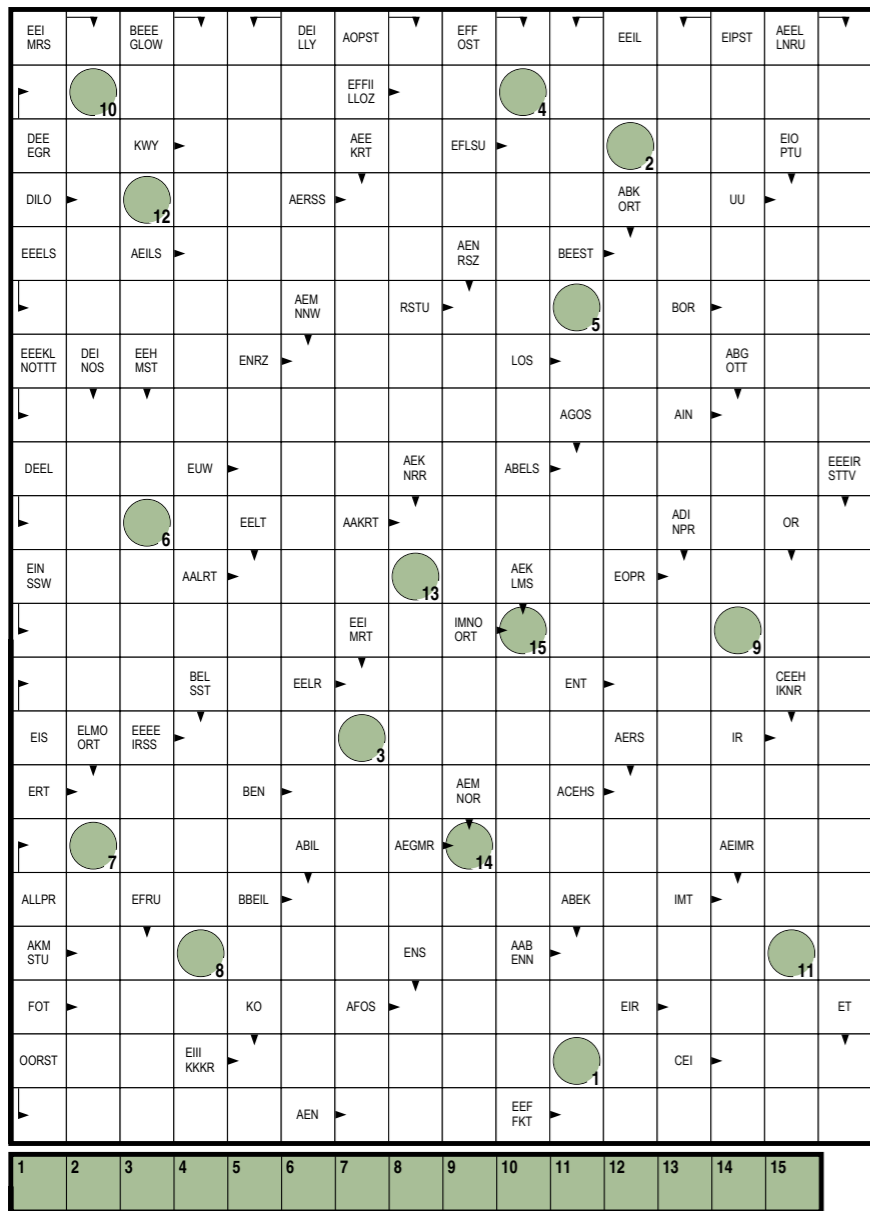 EEI
MRS
BEEE
GLOW
DEI
LLY
AOPST
EFF
OST
EEIL
EIPST
AEEL
LNRU
10
EFFII
LLOZ
4
DEE
EGR
KWY
AEE
KRT
EFLSU
2
EIO
PTU
DILO
12
AERSS
ABK
ORT
UU
EEELS
AEILS
AEN
RSZ
BEEST
AEM
NNW
RSTU
5
BOR
EEEKL
NOTTT
DEI
NOS
EEH
MST
ENRZ
LOS
ABG
OTT
AGOS
AIN
DEEL
EUW
AEK
NRR
ABELS
EEEIR
STTV
6
EELT
AAKRT
ADI
NPR
OR
EIN
SSW
AALRT
13
AEK
LMS
EOPR
EEI
MRT
IMNO
ORT
15
9
BEL
SST
EELR
ENT
CEEH
IKNR
EIS
ELMO
ORT
EEEE
IRSS
3
AERS
IR
ERT
BEN
AEM
NOR
ACEHS
7
ABIL
AEGMR
14
AEIMR
ALLPR
EFRU
BBEIL
ABEK
IMT
AKM
STU
8
ENS
AAB
ENN
11
FOT
KO
AFOS
EIR
ET
OORST
EIII
KKKR
1
CEI
AEN
EEF
FKT
1 2 3 4 5 6 7 8 9 10 11 12 13 14 15